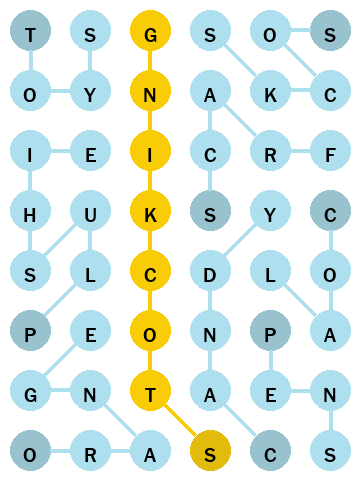 T S G S O S
O Y N A K C
I E I C R F
H U K S Y C
S L C D L O
P E O N P A
G N T A E N
O R A S C S